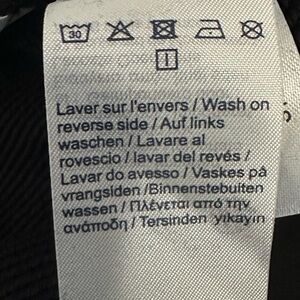 30
Laver sur l'envers / Wash on
reverse side / Auf links
waschen / Lavare al
rovescio / lavar del revés /
Lavar do avesso / Vaskes på
vrangsiden / Binnenstebuiten
wassen / Πλένεται από την
ανάποδη / Tersinden yıkayın